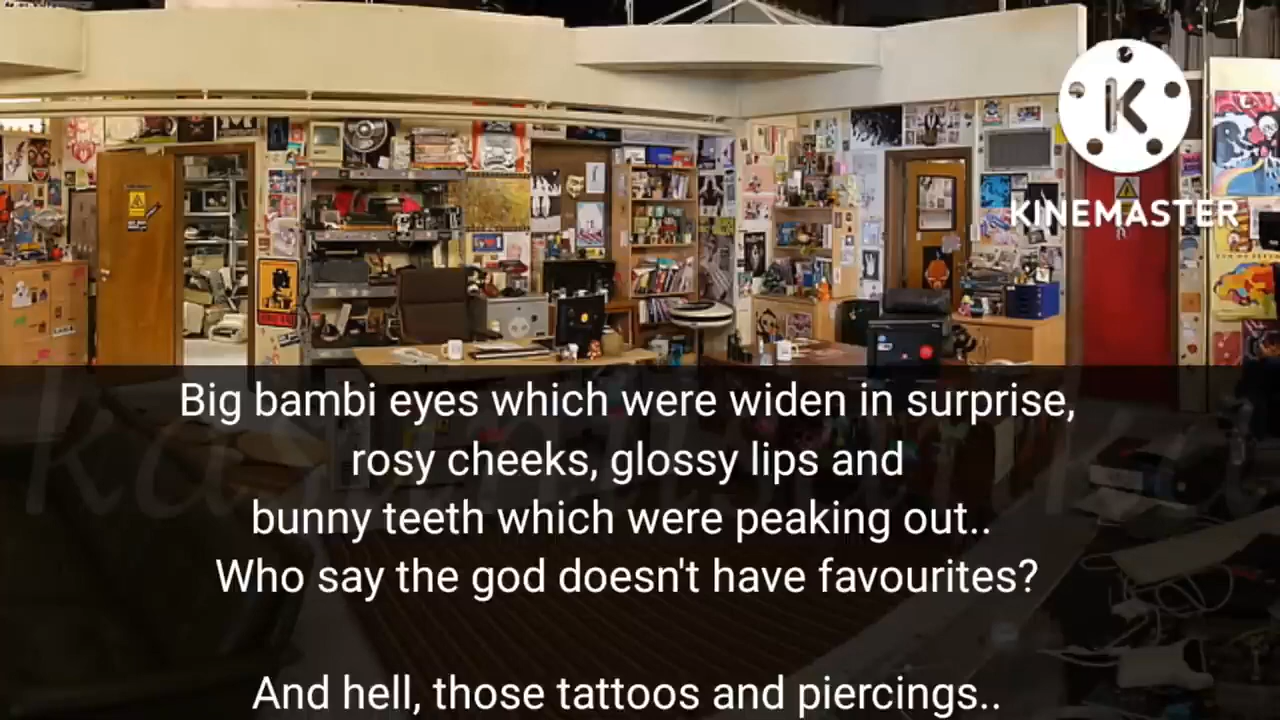 KINEMASTER
Big bambi eyes which were widen in surprise,
rosy cheeks, glossy lips and
bunny teeth which were peaking out..
Who say the god doesn't have favourites?
And hell, those tattoos and piercings..